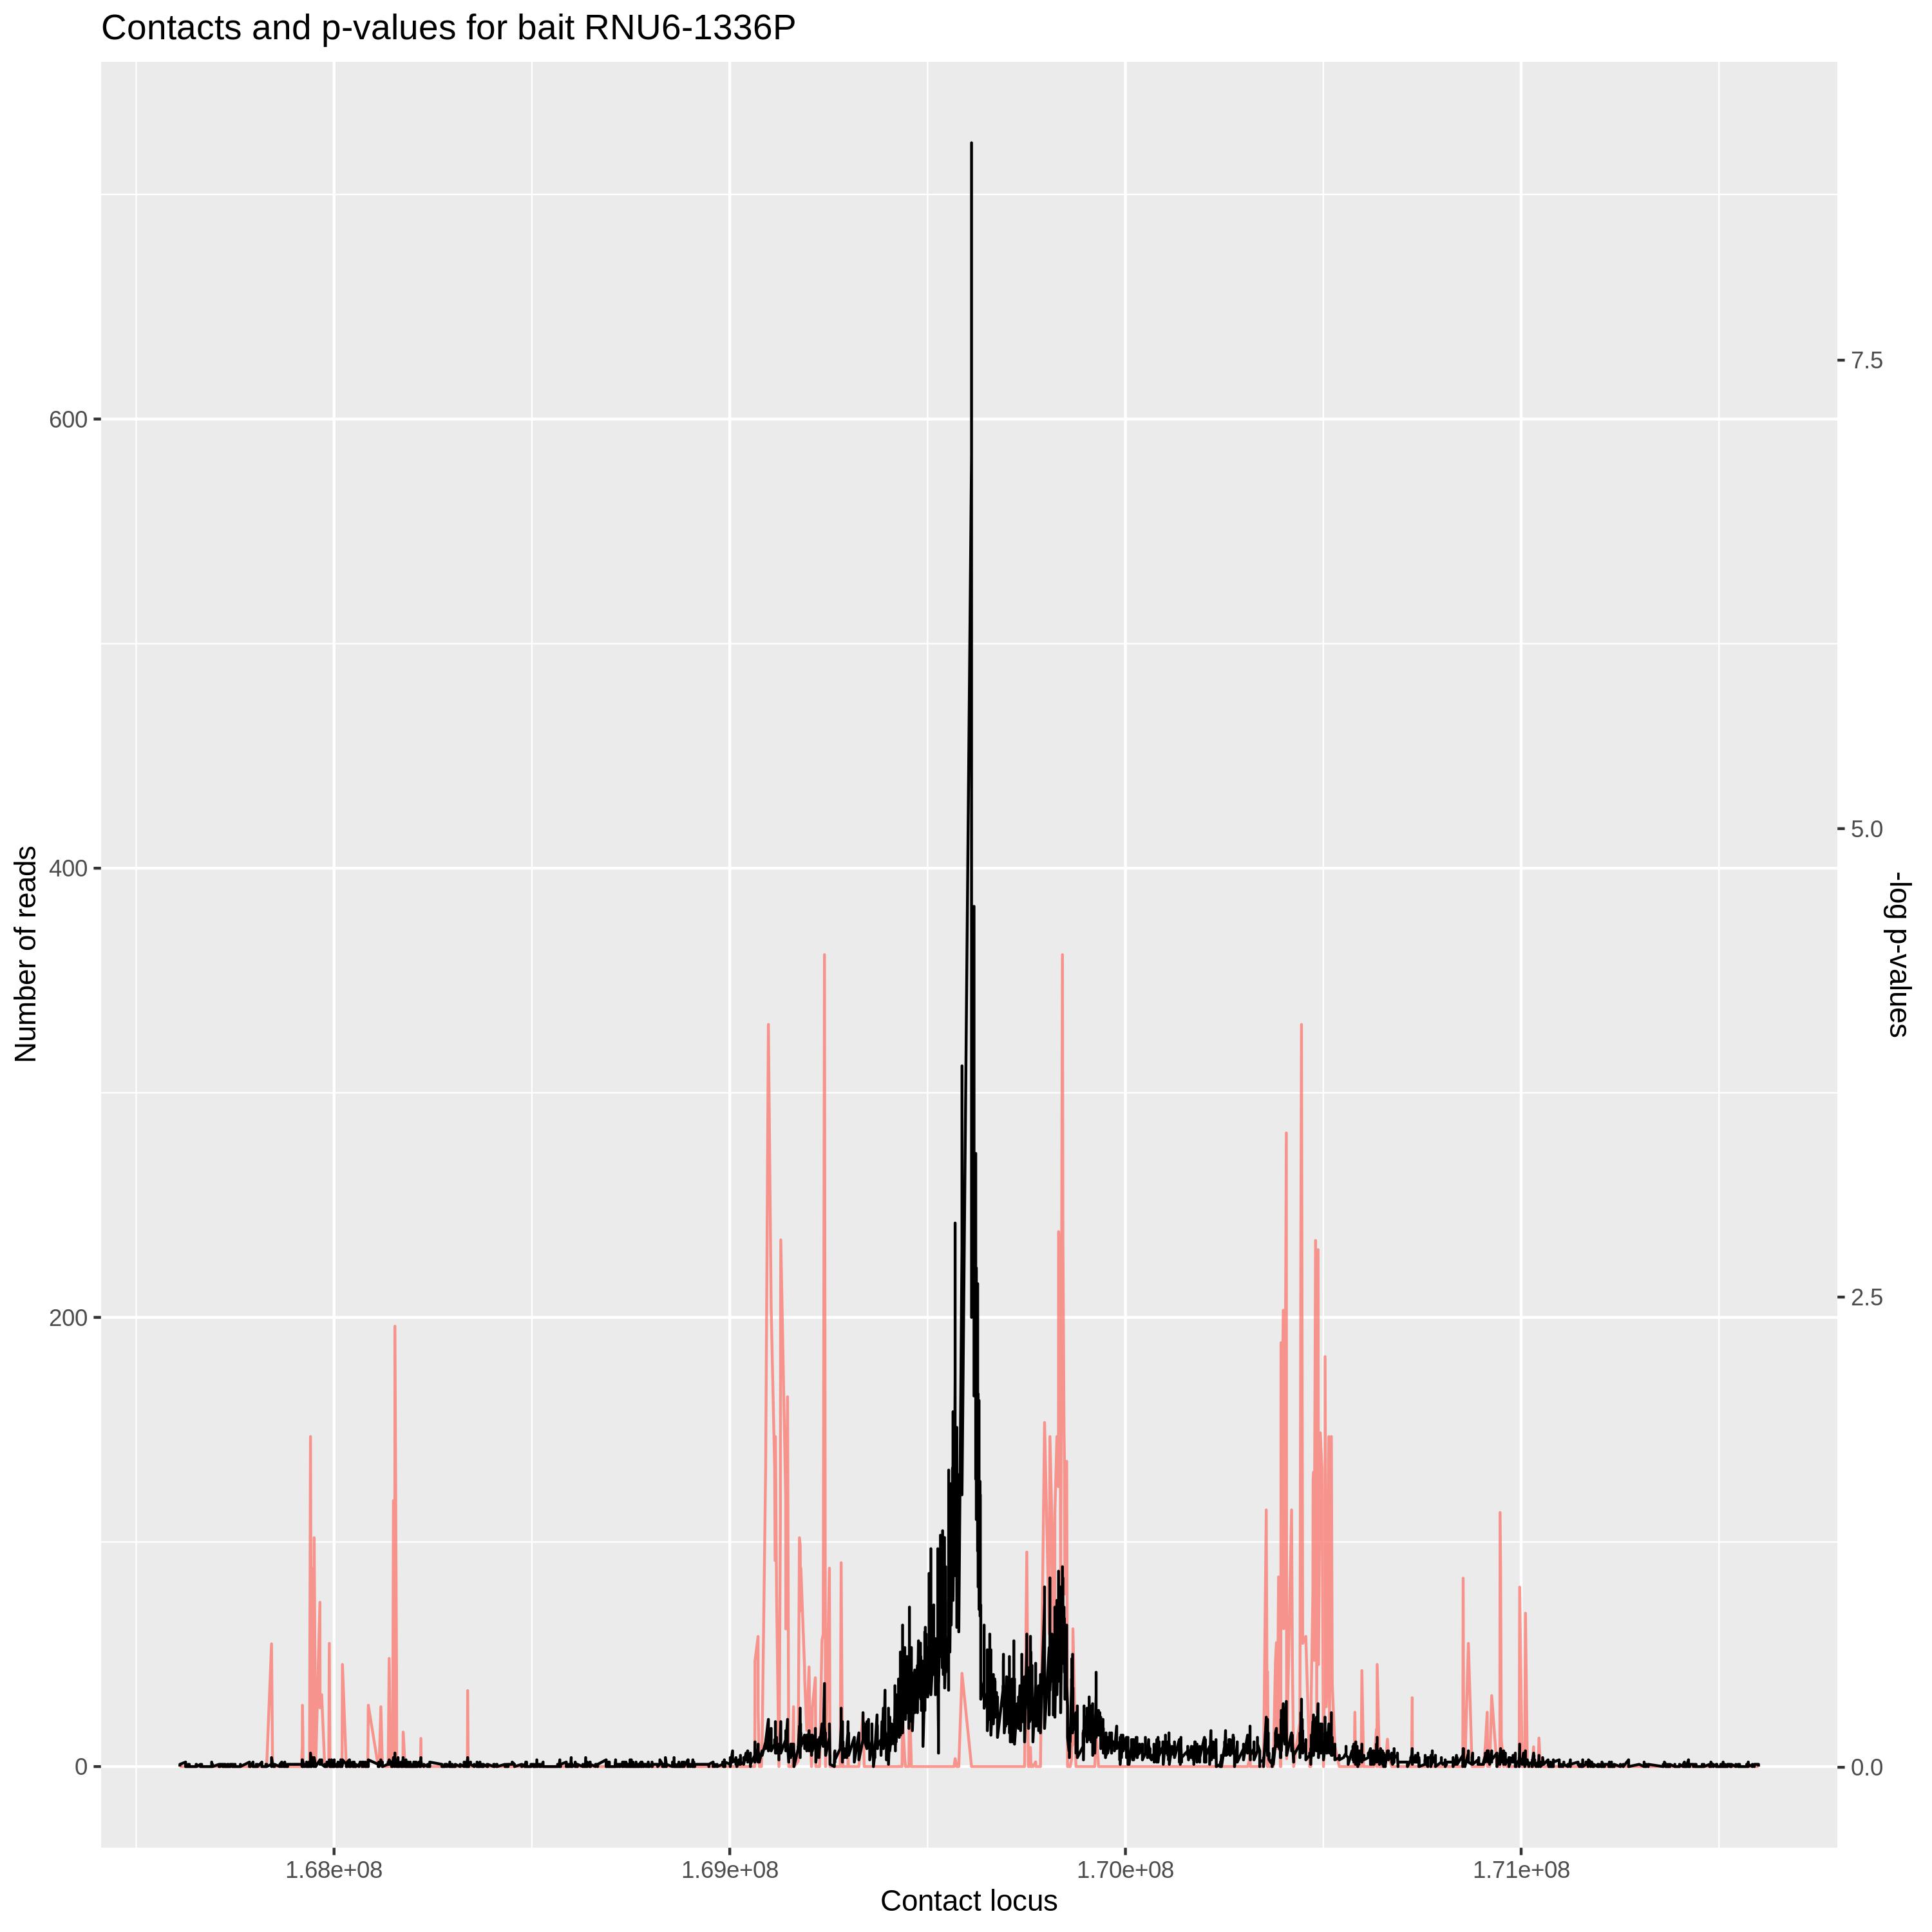 Contacts and p-values for bait RNU6-1336P
Number of reads
600
400
200
0
7.5
5.0
2.5
0.0
-log p-values
1.68e+08
1.69e+08
1.70e+08
1.71e+08
Contact locus